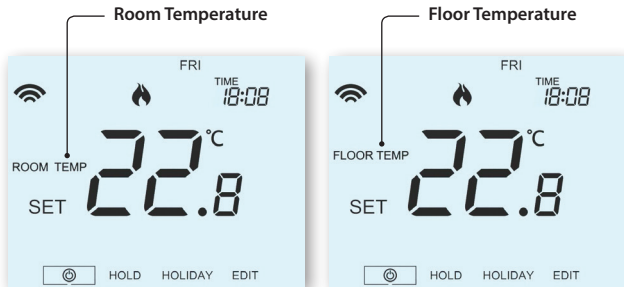 Room Temperature
FRI
TIME
18:08
ROOM TEMP
22.8
°C
SET
HOLD HOLIDAY EDIT
Floor Temperature
FRI
TIME
18:08
FLOOR TEMP
22.8
°C
SET
HOLD HOLIDAY EDIT